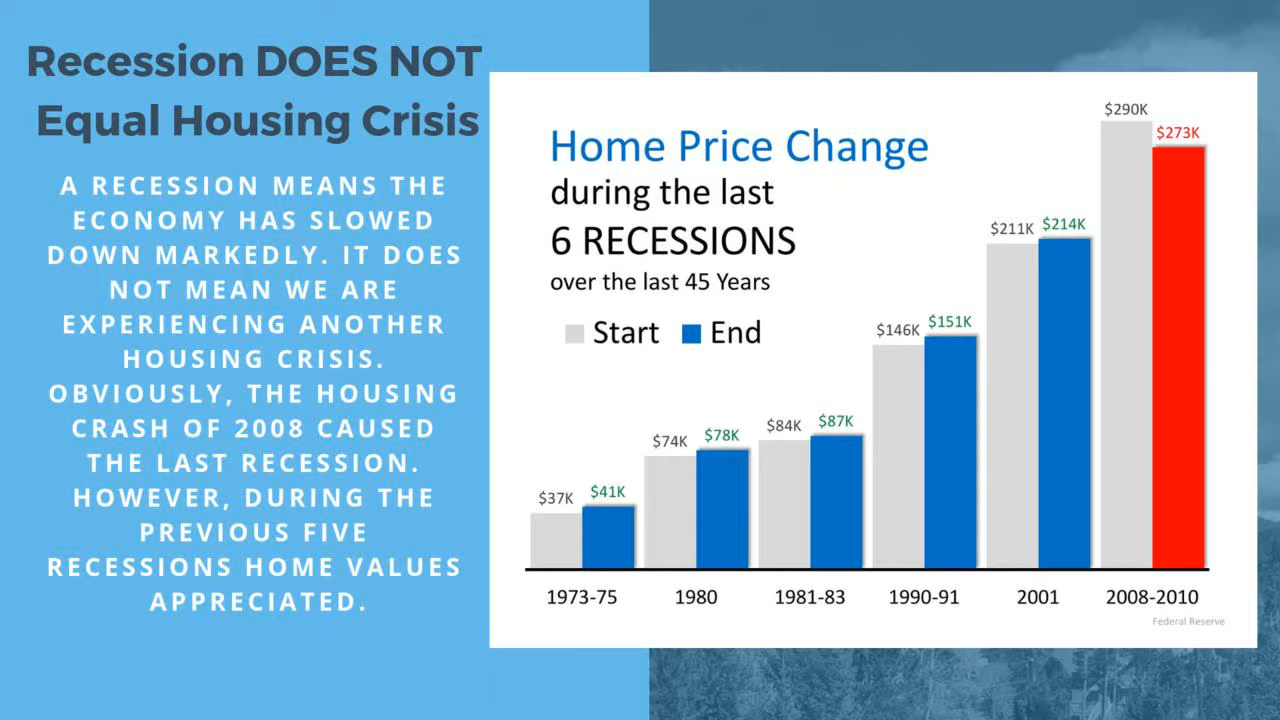 Recession DOES NOT
Equal Housing Crisis
A RECESSION MEANS THE
ECONOMY HAS SLOWED
DOWN MARKEDLY. IT DOES
NOT MEAN WE ARE
EXPERIENCING ANOTHER
HOUSING CRISIS.
OBVIOUSLY, THE HOUSING
CRASH OF 2008 CAUSED
THE LAST RECESSION.
HOWEVER, DURING THE
PREVIOUS FIVE
RECESSIONS HOME VALUES
APPRECIATED.
Home Price Change
during the last
6 RECESSIONS
over the last 45 Years
Start End
$37K $41K
$74K $78K
$84K $87K
$146K $151K
$211K $214K
$290K $273K
1973-75 1980 1981-83 1990-91 2001 2008-2010
Federal Reserve